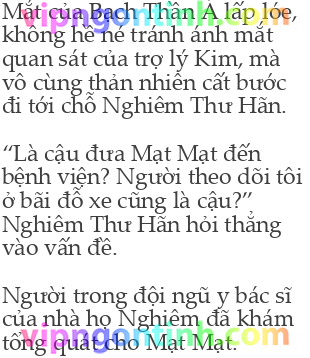 Mắt của Bạch Thần A lấp lóe,
không hề né tránh ánh mắt
quan sát của trợ lý Kim, mà
vô cùng thản nhiên cất bước
đi tới chỗ Nghiêm Thư Hãn.

“Là cậu đưa Mạt Mạt đến
bệnh viện? Người theo dõi tôi
ở bãi đỗ xe cũng là cậu?”
Nghiêm Thư Hãn hỏi thẳng
vào vấn đề.

Người trong đội ngũ y bác sĩ
của nhà họ Nghiêm đã khám
tổng quát cho Mạt Mạt.
vipngontinh.com
vipngontinh.com